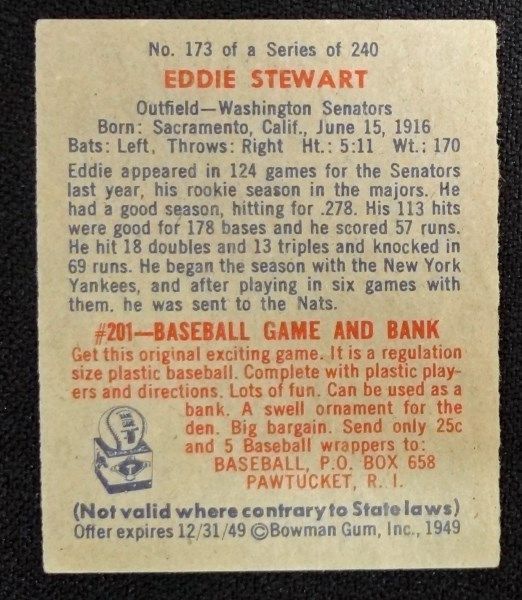 No. 173 of a Series of 240
EDDIE STEWART
Outfield—Washington Senators
Born: Sacramento, Calif., June 15, 1916
Bats: Left, Throws: Right Ht.: 5:11 Wt.: 170
Eddie appeared in 124 games for the Senators
last year, his rookie season in the majors. He
had a good season, hitting for .278. His 113 hits
were good for 178 bases and he scored 57 runs.
He hit 18 doubles and 13 triples and knocked in
69 runs. He began the season with the New York
Yankees, and after playing in six games with
them, he was sent to the Nats.
#201—BASEBALL GAME AND BANK
Get this original exciting game. It is a regulation
size plastic baseball. Complete with plastic play-
ers and directions. Lots of fun. Can be used as a
bank. A swell ornament for the
den. Big bargain. Send only 25c
and 5 Baseball wrappers to:
BASEBALL, P.O. BOX 658
PAWTUCKET, R. I.
(Not valid where contrary to State laws)
Offer expires 12/31/49 ©Bowman Gum, Inc., 1949